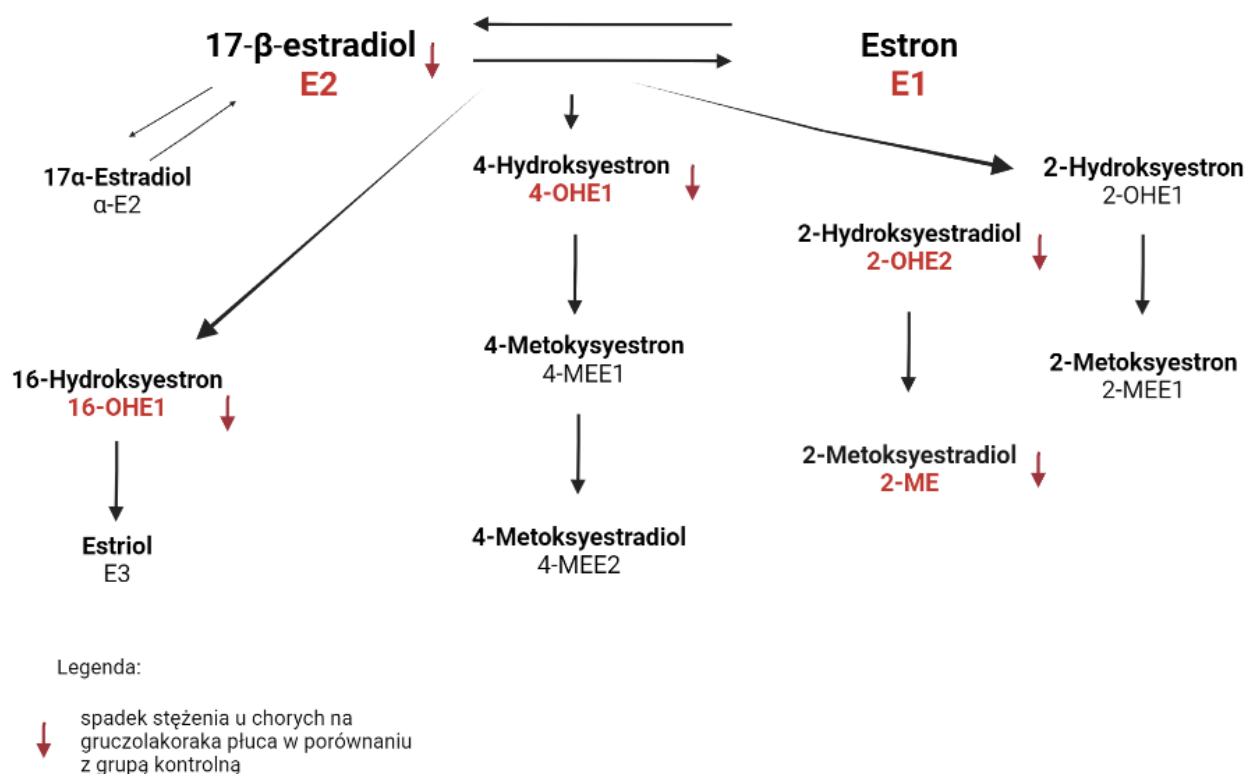 17-β-estradiol
E2
Estron
E1
17α-Estradiol
α-E2
4-Hydroksyestron
4-OHE1
2-Hydroksyestron
2-OHE1
2-Hydroksyestradiol
2-OHE2
4-Metokysyestron
4-MEE1
2-Metoksyestron
2-MEE1
16-Hydroksyestron
16-OHE1
2-Metoksyestradiol
2-ME
Estriol
E3
4-Metoksyestradiol
4-MEE2
Legenda:
spadek stężenia u chorych na
gruczolakoraka płuca w porównaniu
z grupą kontrolną